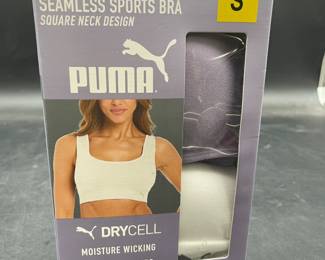 SEAMLESS SPORTS BRA
SQUARE NECK DESIGN
S
PUMA
DRYCELL
MOISTURE WICKING